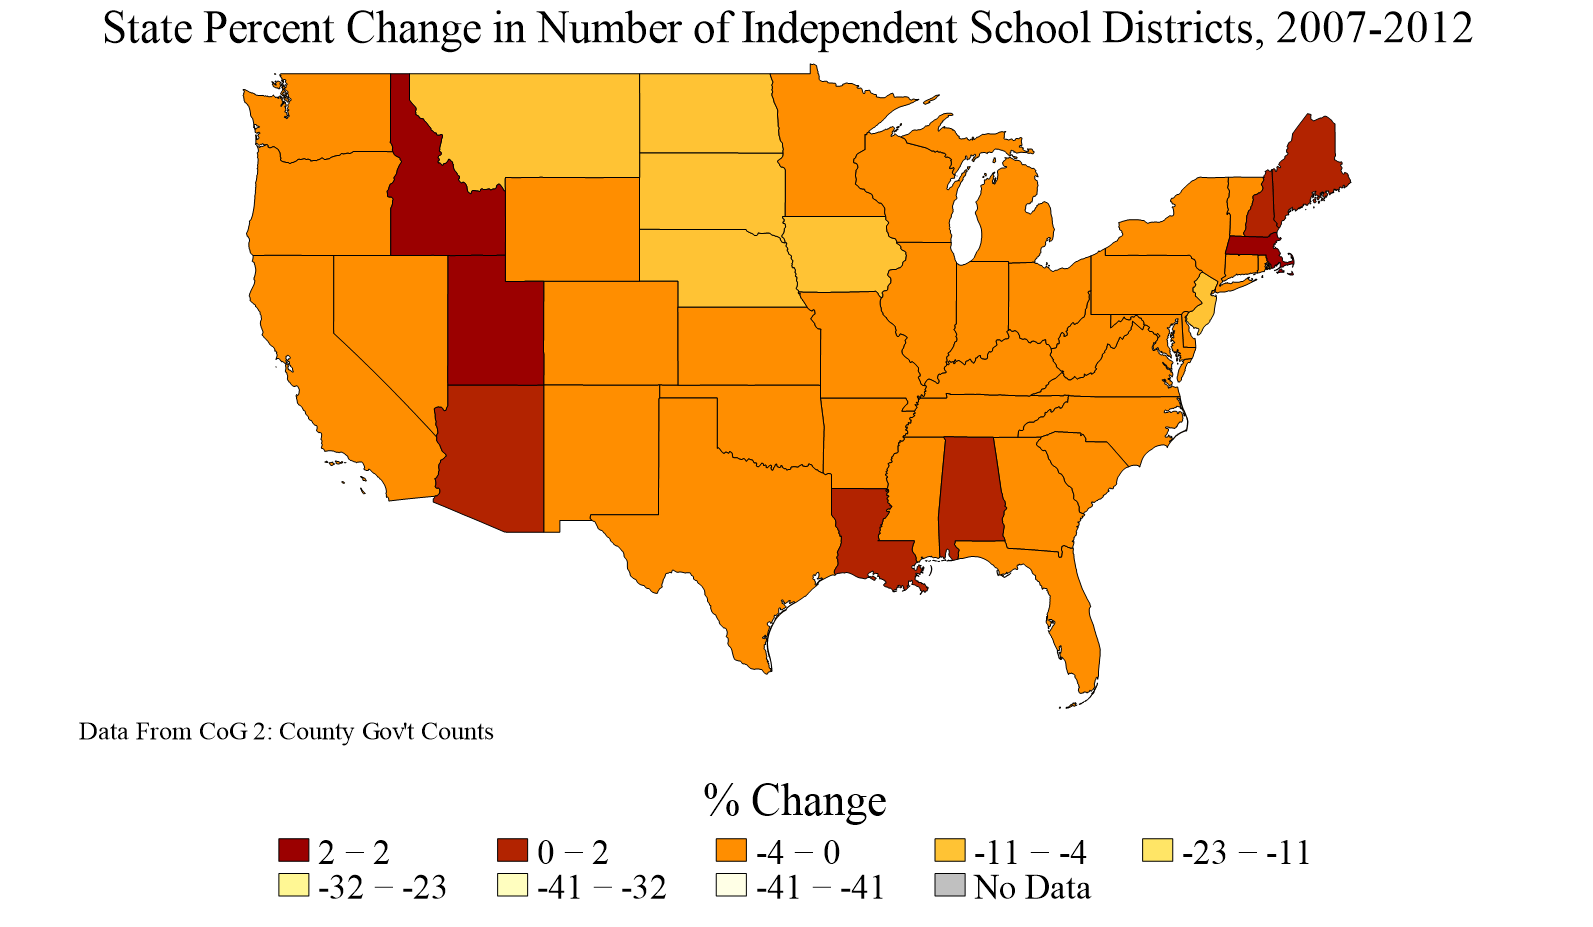 State Percent Change in Number of Independent School Districts, 2007-2012
Data From CoG 2: County Gov't Counts
% Change
2 − 2 0 − 2 -4 − 0 -11 − -4 -23 − -11
-32 − -23 -41 − -32 -41 − -41 No Data